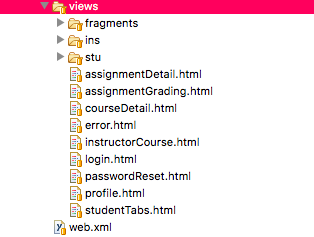 views
fragments
ins
stu
assignmentDetail.html
assignmentGrading.html
courseDetail.html
error.html
instructorCourse.html
login.html
passwordReset.html
profile.html
studentTabs.html
web.xml